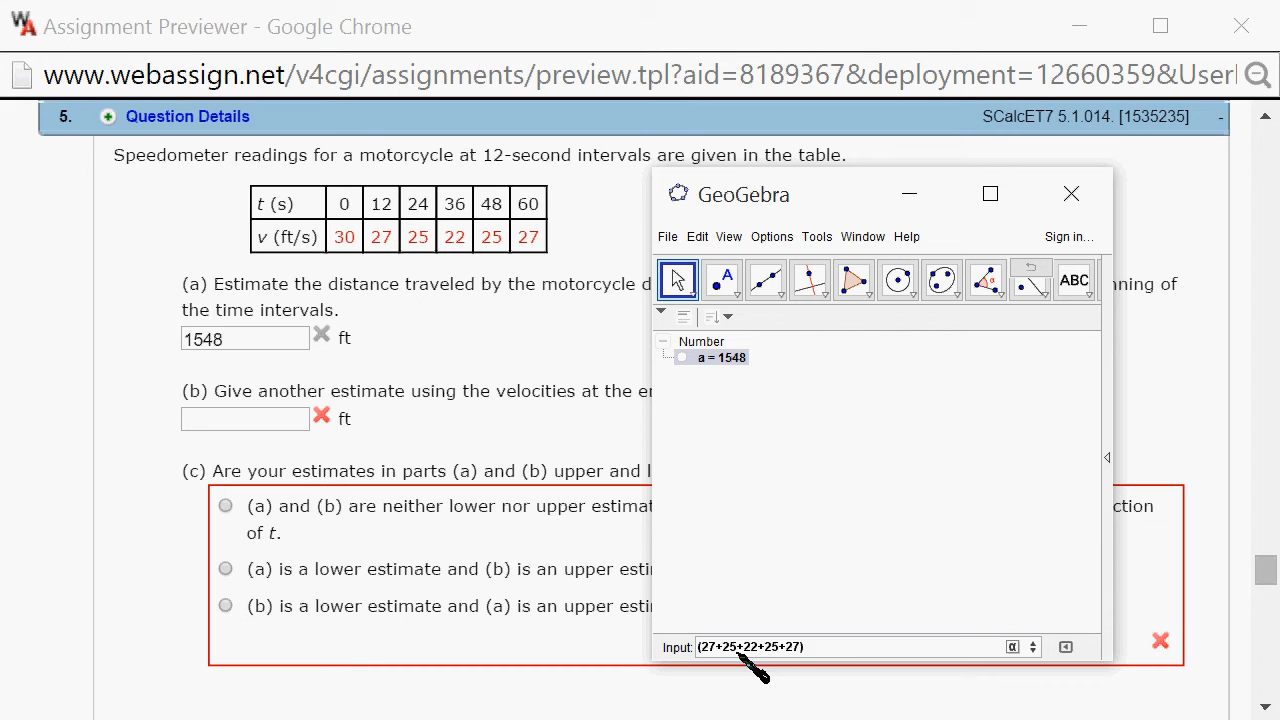 Assignment Previewer - Google Chrome
www.webassign.net/v4cgi/assignments/preview.tpl?aid=8189367&deployment=12660359&User
5. Question Details SCalcET7 5.1.014. [1535235] -
Speedometer readings for a motorcycle at 12-second intervals are given in the table.
t (s) 0 12 24 36 48 60
v (ft/s) 30 27 25 22 25 27
(a) Estimate the distance traveled by the motorcycle d
nning of
the time intervals.
1548 ft
(b) Give another estimate using the velocities at the e
ft
(c) Are your estimates in parts (a) and (b) upper and l
(a) and (b) are neither lower nor upper estimat
ction
of t.
(a) is a lower estimate and (b) is an upper esti
(b) is a lower estimate and (a) is an upper esti
GeoGebra
File Edit View Options Tools Window Help Sign in...
A ABC
Number
a = 1548
Input: (27+25+22+25+27) α